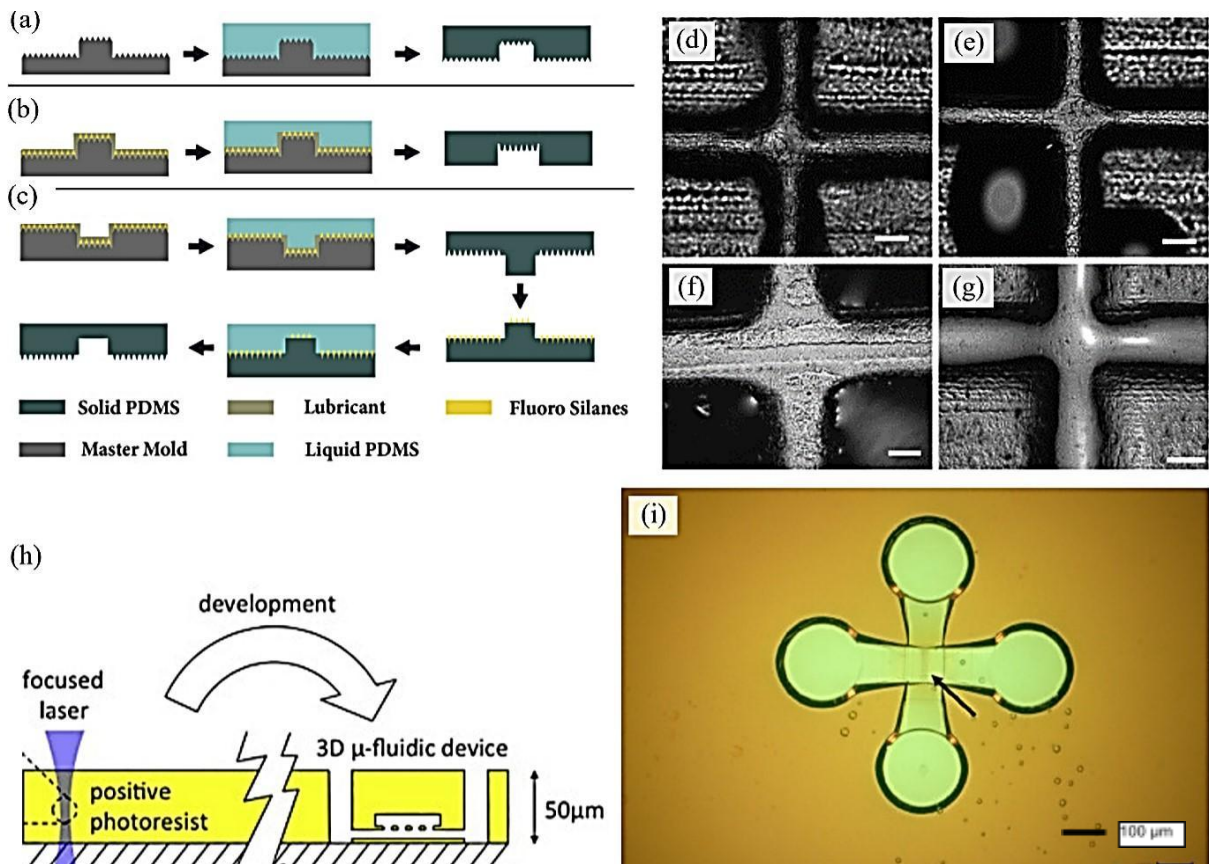 (a)
(b)
(c)
Solid PDMS
Lubricant
Fluoro Silanes
Master Mold
Liquid PDMS
(d)
(e)
(f)
(g)
(h)
development
focused
laser
3D μ-fluidic device
positive
photoresist
50μm
(i)
100 μm